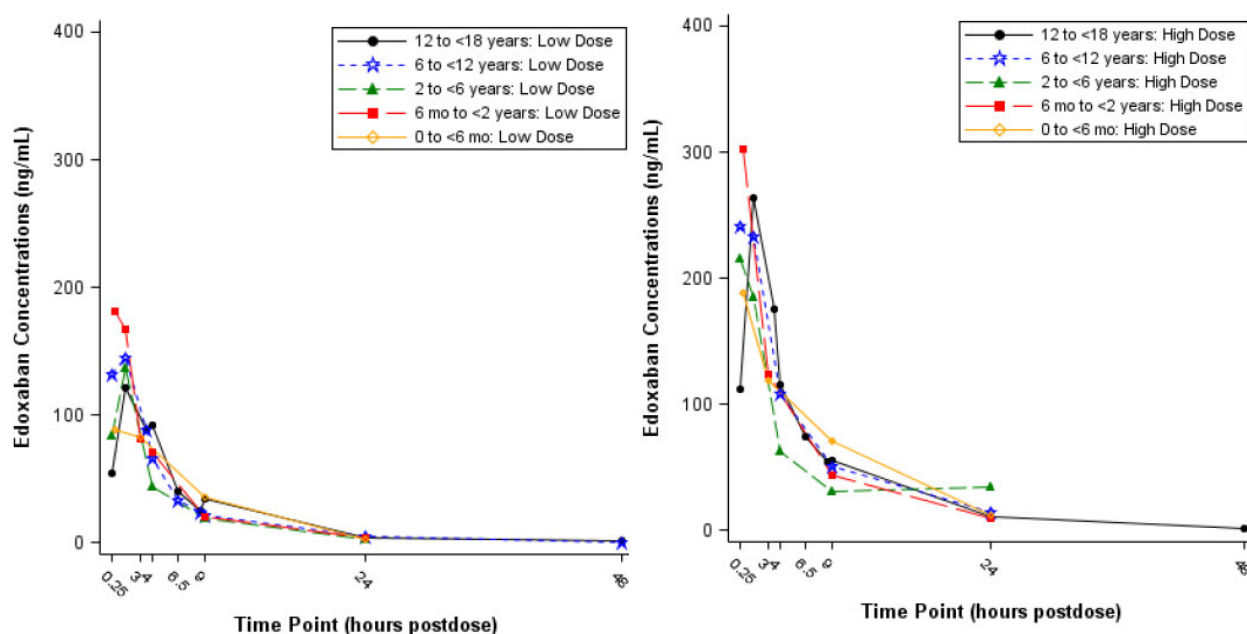 400
300
200
100
0
Edoxaban Concentrations (ng/mL)
12 to <18 years: Low Dose
6 to <12 years: Low Dose
2 to <6 years: Low Dose
6 mo to <2 years: Low Dose
0 to <6 mo: Low Dose
0.25
3
4
6.5
9
24
48
Time Point (hours postdose)
400
300
200
100
0
Edoxaban Concentrations (ng/mL)
12 to <18 years: High Dose
6 to <12 years: High Dose
2 to <6 years: High Dose
6 mo to <2 years: High Dose
0 to <6 mo: High Dose
0.25
3
4
6.5
9
24
48
Time Point (hours postdose)